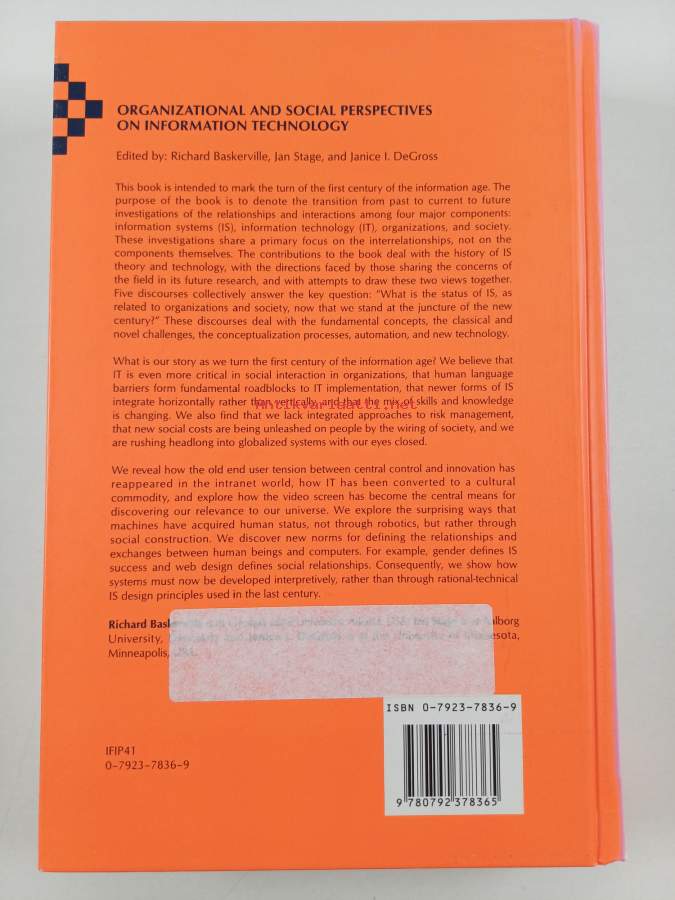 ORGANIZATIONAL AND SOCIAL PERSPECTIVES
ON INFORMATION TECHNOLOGY
Edited by: Richard Baskerville, Jan Stage, and Janice I. DeGross
This book is intended to mark the turn of the first century of the information age. The
purpose of the book is to denote the transition from past to current to future
investigations of the relationships and interactions among four major components:
information systems (IS), information technology (IT), organizations, and society.
These investigations share a primary focus on the interrelationships, not on the
components themselves. The contributions to the book deal with the history of IS
theory and technology, with the directions faced by those sharing the concerns of
the field in its future research, and with attempts to draw these two views together.
Five discourses collectively answer the key question: "What is the status of IS, as
related to organizations and society, now that we stand at the juncture of the new
century?" These discourses deal with the fundamental concepts, the classical and
novel challenges, the conceptualization processes, automation, and new technology.
What is our story as we turn the first century of the information age? We believe that
IT is even more critical in social interaction in organizations, that human language
barriers form fundamental roadblocks to IT implementation, that newer forms of IS
integrate horizontally rather than vertically and that the mix of skills and knowledge
Antikvariaatti.net
is changing. We also find that we lack integrated approaches to risk management,
that new social costs are being unleashed on people by the wiring of society, and we
are rushing headlong into globalized systems with our eyes closed.
We reveal how the old end user tension between central control and innovation has
reappeared in the intranet world, how IT has been converted to a cultural
commodity, and explore how the video screen has become the central means for
discovering our relevance to our universe. We explore the surprising ways that
machines have acquired human status, not through robotics, but rather through
social construction. We discover new norms for defining the relationships and
exchanges between human beings and computers. For example, gender defines IS
success and web design defines social relationships. Consequently, we show how
systems must now be developed interpretively, rather than through rational-technical
IS design principles used in the last century.
Richard Aalborg
University, Minnesota,
Minneapolis,
ISBN 0-7923-7836-9
IFIP41
0-7923-7836-9
9 780792 378365